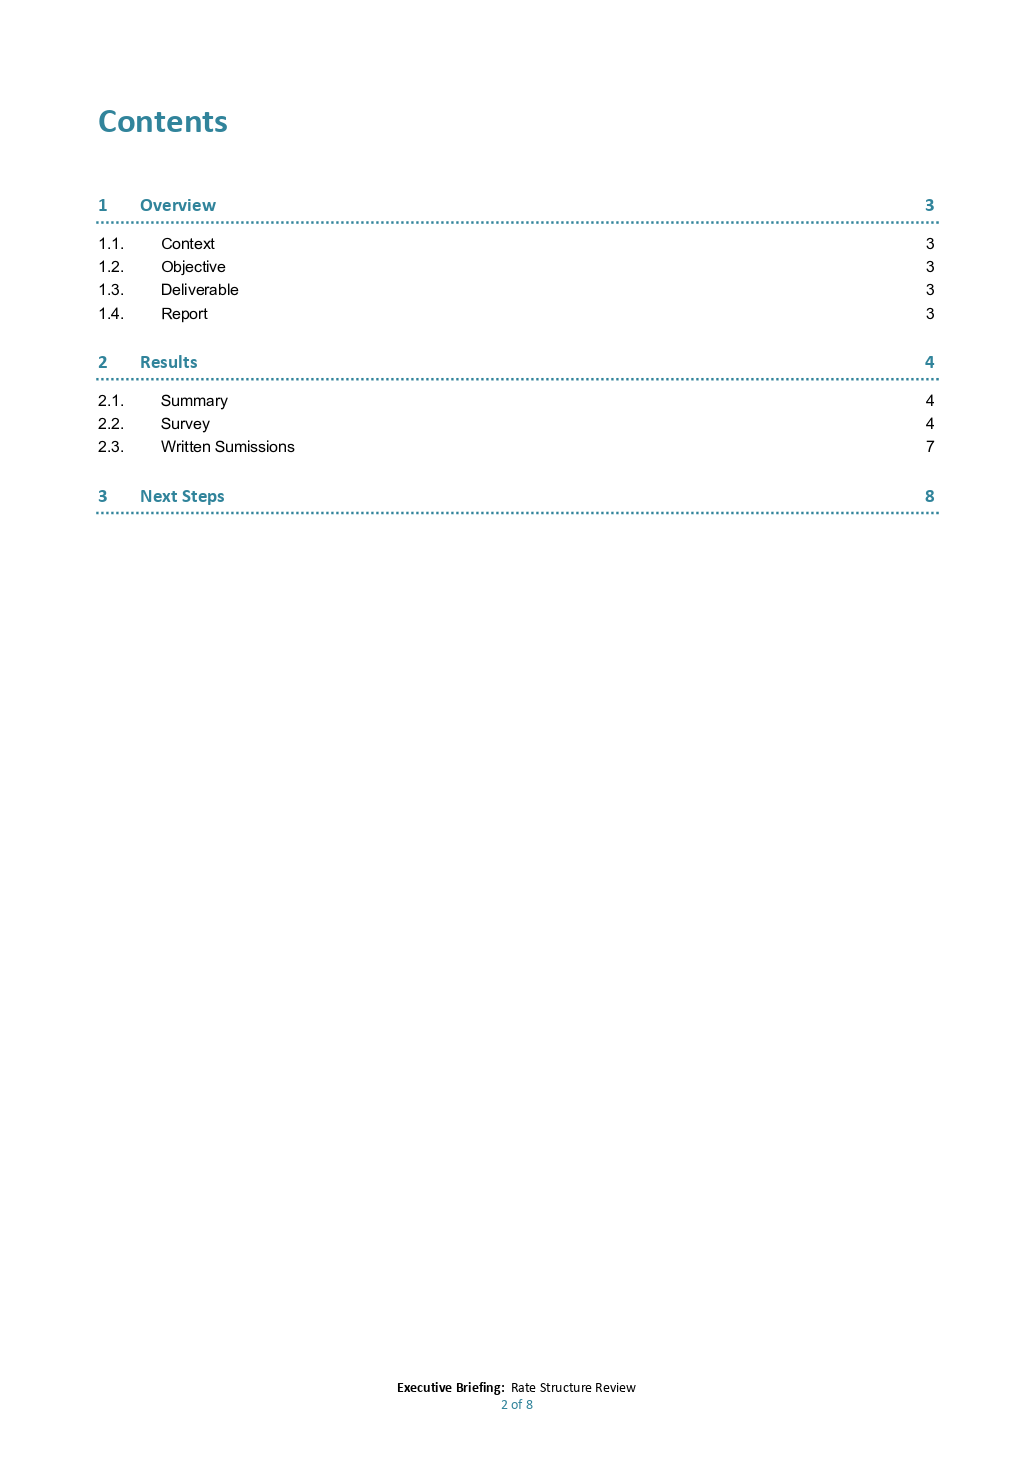 Contents
1 Overview 3
1.1. Context 3
1.2. Objective 3
1.3. Deliverable 3
1.4. Report 3
2 Results 4
2.1. Summary 4
2.2. Survey 4
2.3. Written Sumissions 7
3 Next Steps 8
Executive Briefing: Rate Structure Review
2 of 8